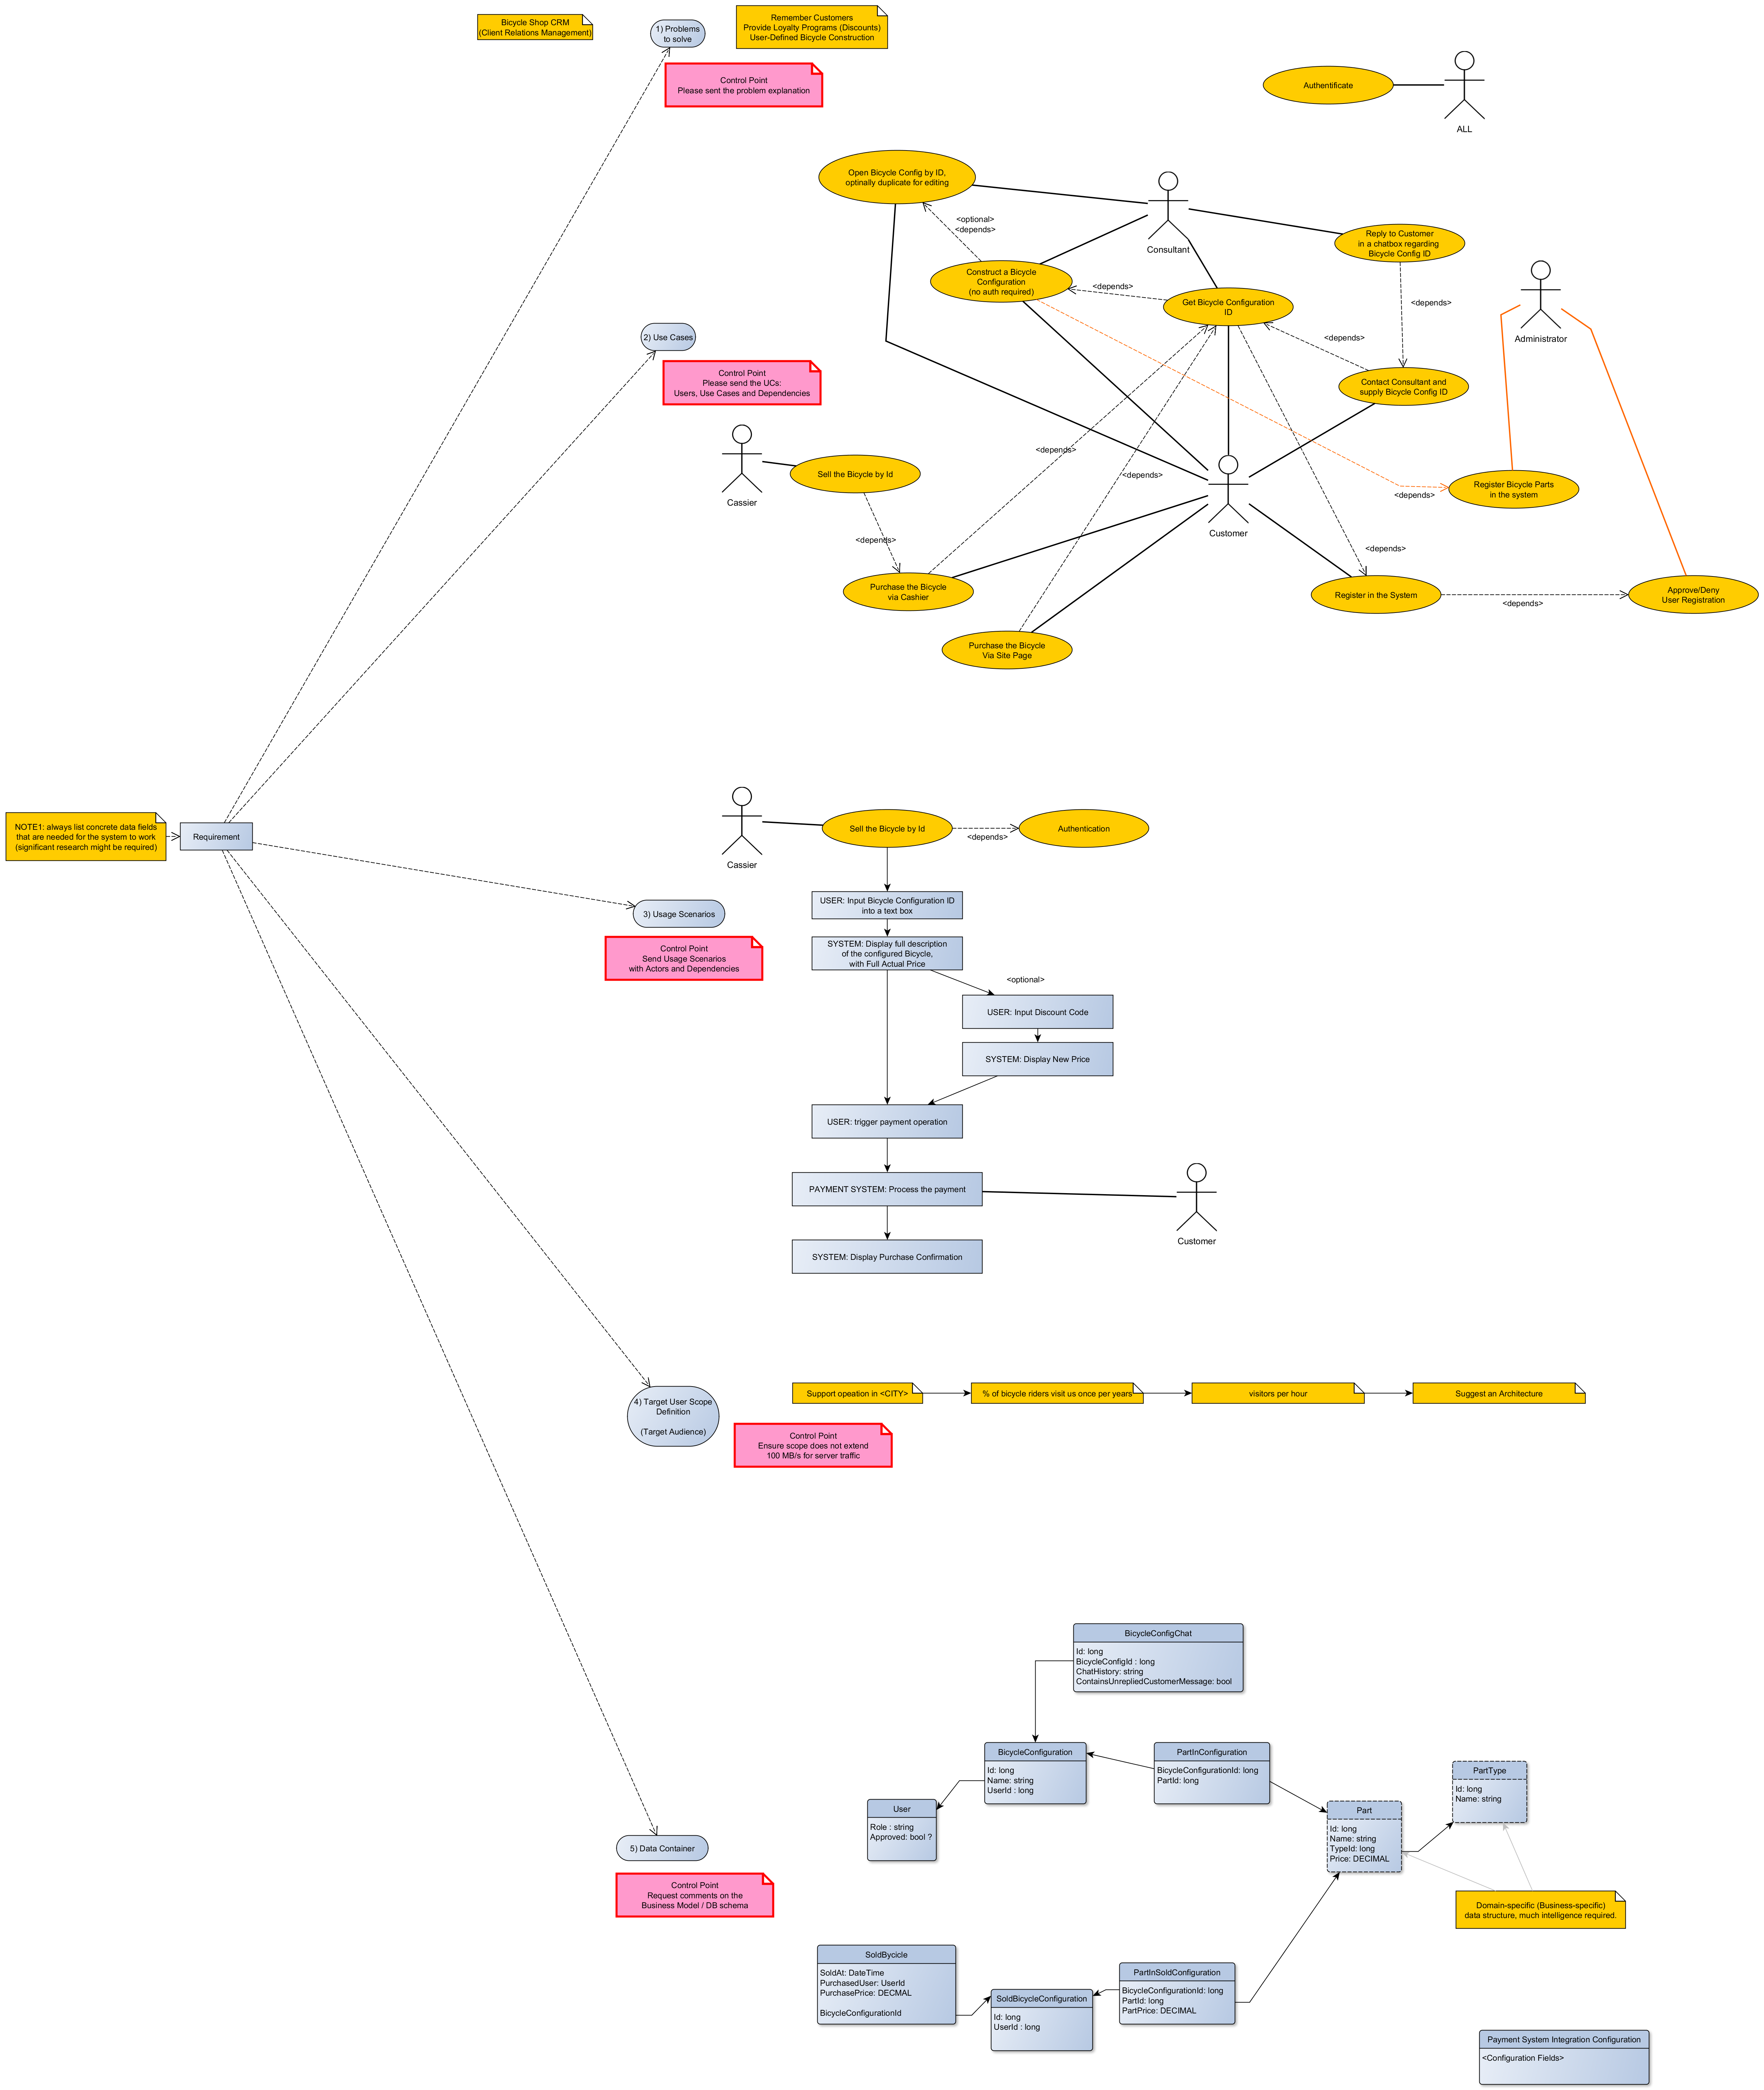 Bicycle Shop CRM
(Client Relations Management)
1) Problems
to solve
Remember Customers
Provide Loyalty Programs (Discounts)
User-Defined Bicycle Construction
Control Point
Please sent the problem explanation
Authentificate
ALL
Open Bicycle Config by ID,
optinally duplicate for editing
<optional>
<depends>
Consultant
Reply to Customer
in a chatbox regarding
Bicycle Config ID
Construct a Bicycle
Configuration
(no auth required)
<depends>
Get Bicycle Configuration
ID
<depends>
<depends>
Administrator
2) Use Cases
Control Point
Please send the UCs:
Users, Use Cases and Dependencies
Contact Consultant and
supply Bicycle Config ID
Cassier
Sell the Bicycle by Id
<depends>
<depends>
<depends>
Register Bicycle Parts
in the system
<depends>
Customer
<depends>
<depends>
Purchase the Bicycle
via Cashier
Register in the System
<depends>
Approve/Deny
User Registration
Purchase the Bicycle
Via Site Page
NOTE1: always list concrete data fields
that are needed for the system to work
(significant research might be required)
Requirement
Cassier
Sell the Bicycle by Id
<depends>
Authentication
3) Usage Scenarios
Control Point
Send Usage Scenarios
with Actors and Dependencies
USER: Input Bicycle Configuration ID
into a text box
SYSTEM: Display full description
of the configured Bicycle,
with Full Actual Price
<optional>
USER: Input Discount Code
SYSTEM: Display New Price
USER: trigger payment operation
PAYMENT SYSTEM: Process the payment
Customer
SYSTEM: Display Purchase Confirmation
4) Target User Scope
Definition
(Target Audience)
Control Point
Ensure scope does not extend
100 MB/s for server traffic
Support opeation in <CITY>
% of bicycle riders visit us once per years
visitors per hour
Suggest an Architecture
BicycleConfigChat
Id: long
BicycleConfigId : long
ChatHistory: string
ContainsUnrepliedCustomerMessage: bool
BicycleConfiguration
Id: long
Name: string
UserId : long
PartInConfiguration
BicycleConfigurationId: long
PartId: long
PartType
Id: long
Name: string
User
Role : string
Approved: bool ?
Part
Id: long
Name: string
TypeId: long
Price: DECIMAL
5) Data Container
Control Point
Request comments on the
Business Model / DB schema
Domain-specific (Business-specific)
data structure, much intelligence required.
SoldBycicle
SoldAt: DateTime
PurchasedUser: UserId
PurchasePrice: DECMAL
BicycleConfigurationId
SoldBicycleConfiguration
Id: long
UserId : long
PartInSoldConfiguration
BicycleConfigurationId: long
PartId: long
PartPrice: DECIMAL
Payment System Integration Configuration
<Configuration Fields>